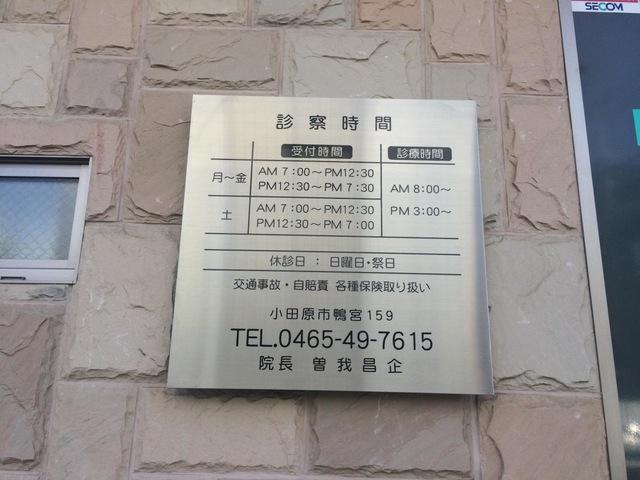 SECOM
診察時間
受付時間 診療時間
月〜金 AM 7:00〜PM12:30
PM12:30〜PM 7:30
AM 8:00〜
PM 3:00〜
土 AM 7:00〜PM12:30
PM12:30〜PM 7:00
休診日 : 日曜日・祭日
交通事故・自賠責 各種保険取り扱い
小田原市鴨宮159
TEL.0465-49-7615
院長 曽我昌企